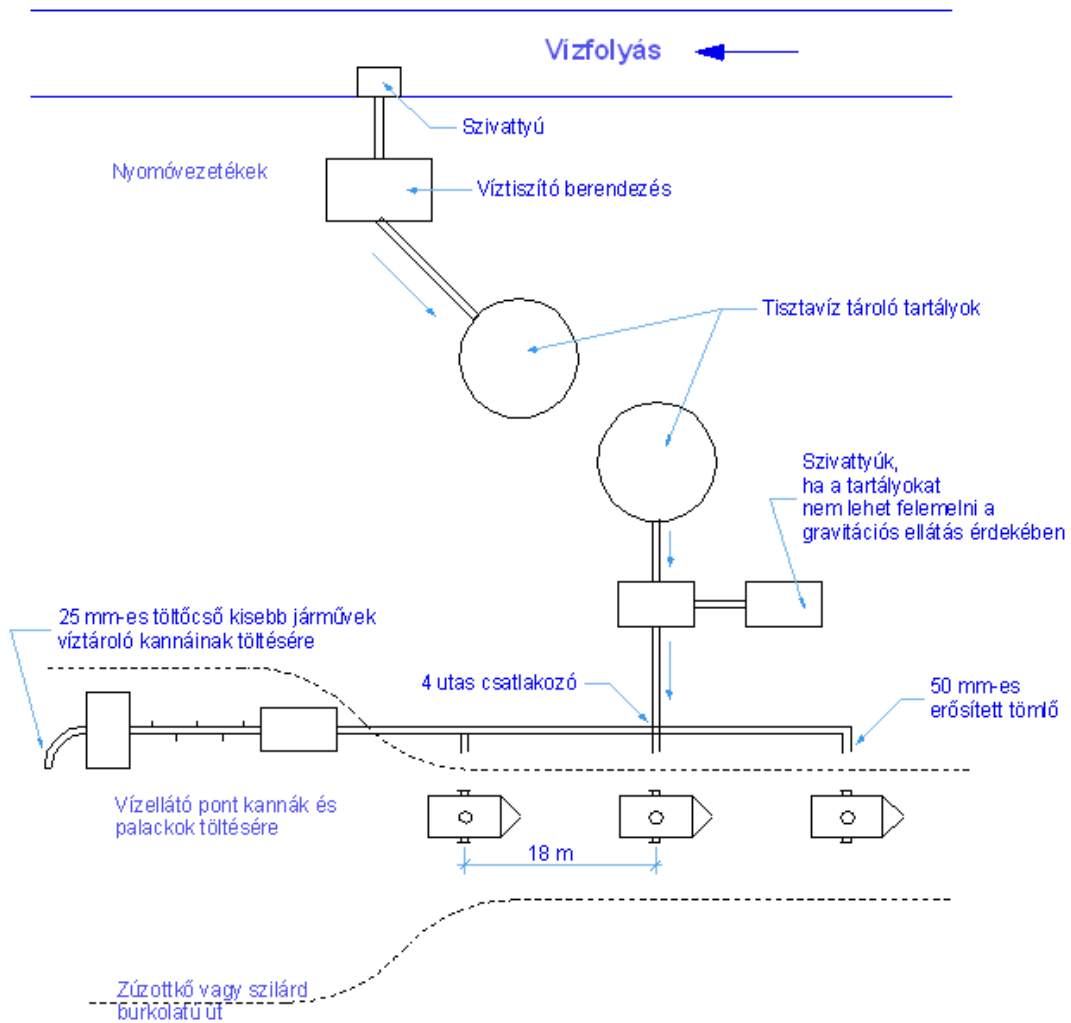 Vízfolyás
Szivattyú
Nyomóvezetékek
Víztiszító berendezés
Tisztavíz tároló tartályok
Szivattyúk,
ha a tartályokat
nem lehet felemelni a
gravitációs ellátás érdekében
25 mm-es töltőcső kisebb járművek
víztároló kannáinak töltésére
4 utas csatlakozó
50 mm-es
erősített tömlő
Vízellátó pont kannák és
palackok töltésére
18 m
Zúzottkő vagy szilárd
burkolatú út